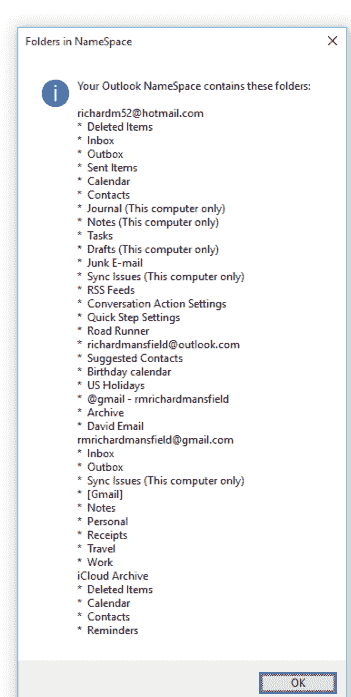 Folders in NameSpace
Your Outlook NameSpace contains these folders:
richardm52@hotmail.com
* Deleted Items
* Inbox
* Outbox
* Sent Items
* Calendar
* Contacts
* Journal (This computer only)
* Notes (This computer only)
* Tasks
* Drafts (This computer only)
* Junk E-mail
* Sync Issues (This computer only)
* RSS Feeds
* Conversation Action Settings
* Quick Step Settings
* Road Runner
* richardmansfield@outlook.com
* Suggested Contacts
* Birthday calendar
* US Holidays
* @gmail - rmrichardmansfield
* Archive
* David Email
rmrichardmansfield@gmail.com
* Inbox
* Outbox
* Sync Issues (This computer only)
* [Gmail]
* Notes
* Personal
* Receipts
* Travel
* Work
iCloud Archive
* Deleted Items
* Calendar
* Contacts
* Reminders
OK